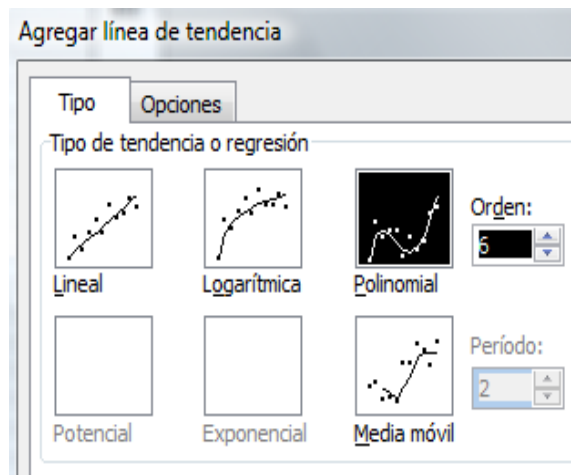 Agregar línea de tendencia
Tipo Opciones
Tipo de tendencia o regresión
Orden:
6
Lineal Logarítmica Polinomial
Período:
2
Potencial Exponencial Media móvil